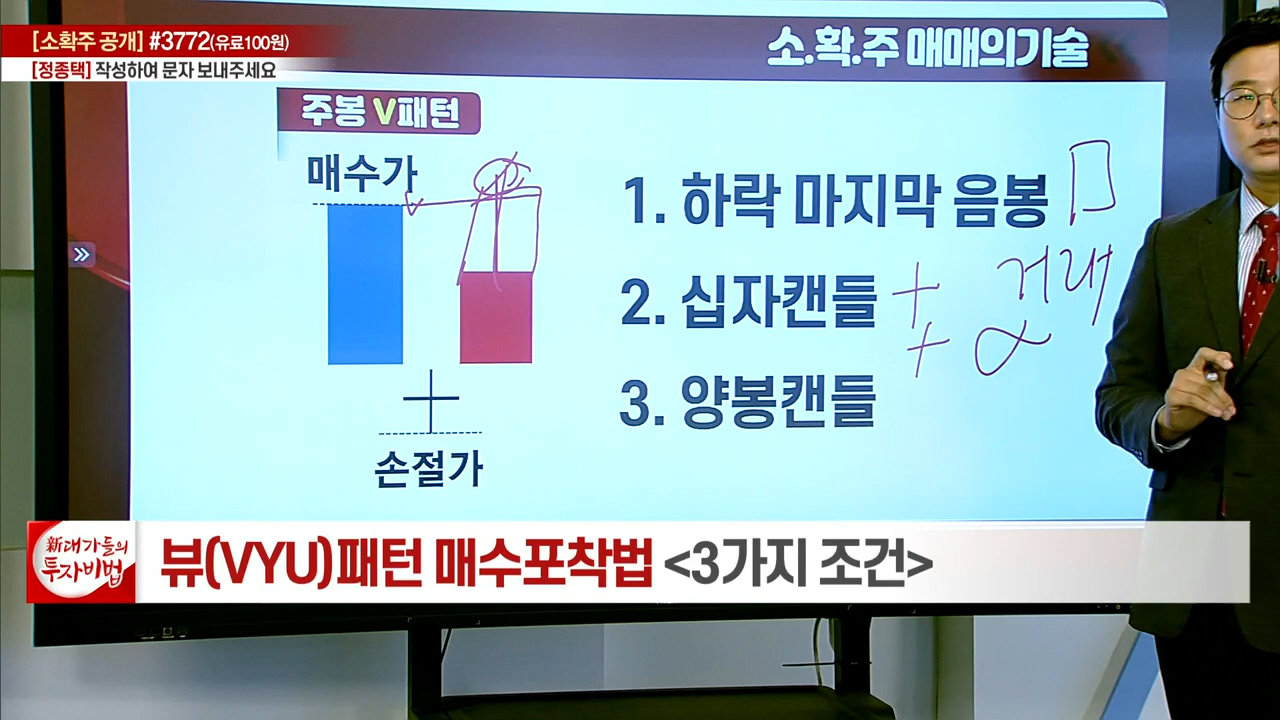 [소확주 공개] #3772(유료100원)
[정종택] 작성하여 문자 보내주세요
소.확.주 매매의기술
주봉 V패턴
매수가
1. 하락 마지막 음봉
2. 십자캔들 + 거래
+ α
3. 양봉캔들
손절가
新대가들의
투자비법
뷰(VYU)패턴 매수포착법 <3가지 조건>